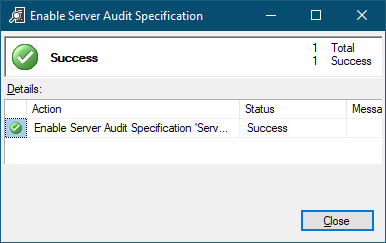 Enable Server Audit Specification
Success
1 Total
1 Success
Details:
Action Status Messa
Enable Server Audit Specification 'Serv... Success
Close